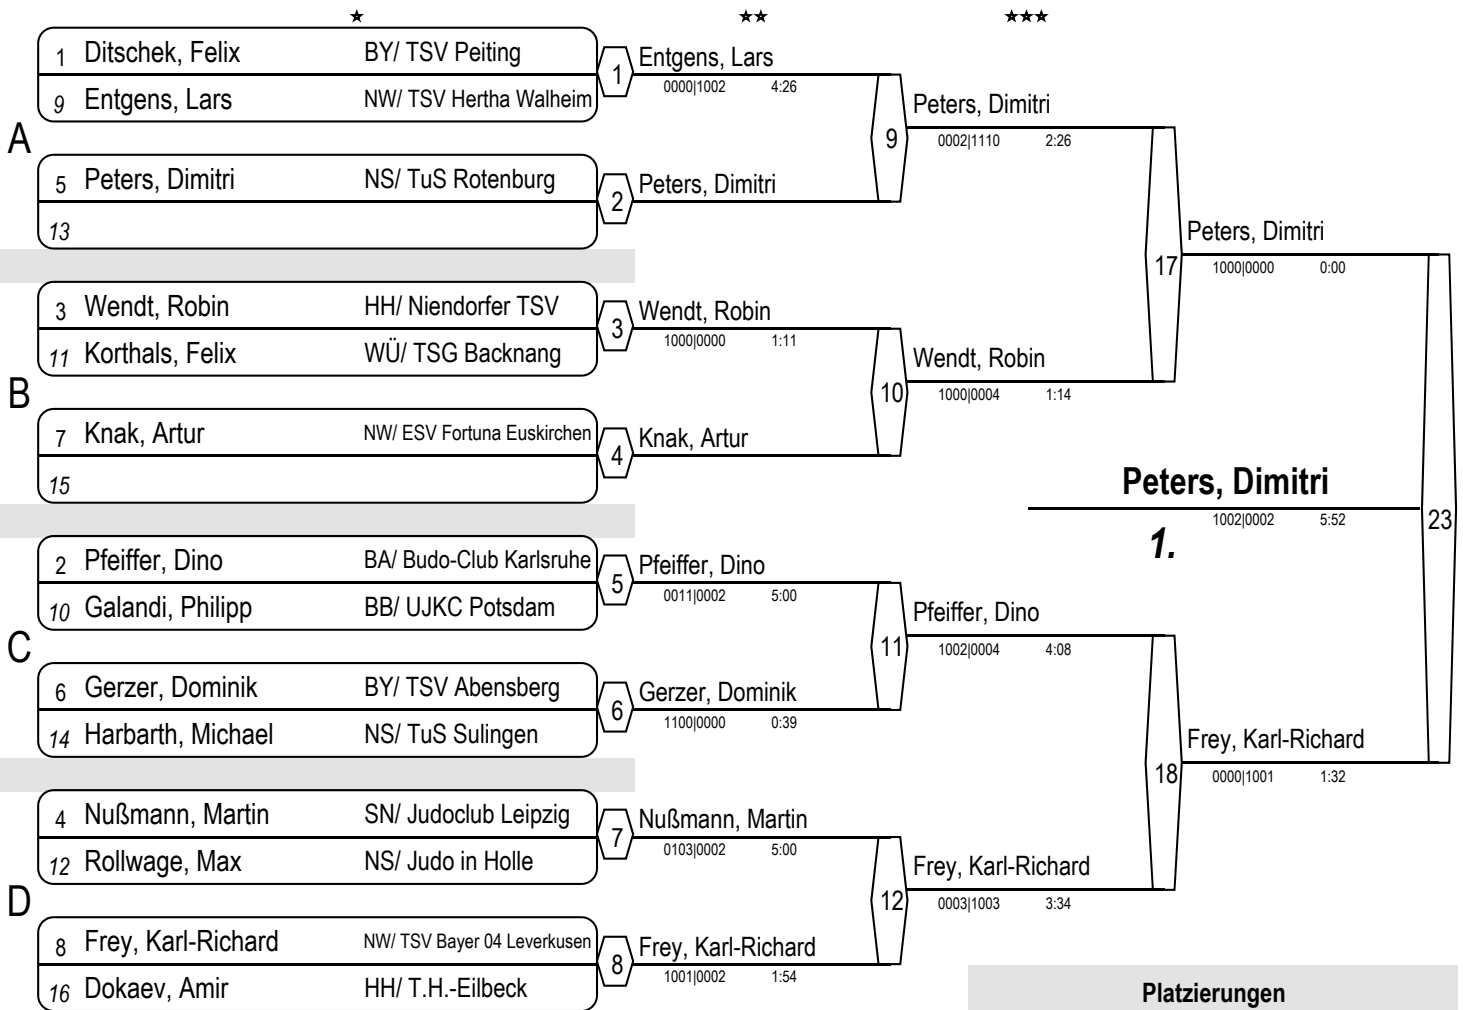 ★ ★★ ★★★
1 Ditschek, Felix BY/ TSV Peiting
9 Entgens, Lars NW/ TSV Hertha Walheim
1
Entgens, Lars
0000|1002 4:26
A
5 Peters, Dimitri NS/ TuS Rotenburg
13
2
Peters, Dimitri
9
Peters, Dimitri
0002|1110 2:26
3 Wendt, Robin HH/ Niendorfer TSV
11 Korthals, Felix WÜ/ TSG Backnang
3
Wendt, Robin
1000|0000 1:11
B
7 Knak, Artur NW/ ESV Fortuna Euskirchen
15
4
Knak, Artur
10
Wendt, Robin
1000|0004 1:14
17
Peters, Dimitri
1000|0000 0:00
2 Pfeiffer, Dino BA/ Budo-Club Karlsruhe
10 Galandi, Philipp BB/ UJKC Potsdam
5
Pfeiffer, Dino
0011|0002 5:00
C
6 Gerzer, Dominik BY/ TSV Abensberg
14 Harbarth, Michael NS/ TuS Sulingen
6
Gerzer, Dominik
1100|0000 0:39
11
Pfeiffer, Dino
1002|0004 4:08
4 Nußmann, Martin SN/ Judoclub Leipzig
12 Rollwage, Max NS/ Judo in Holle
7
Nußmann, Martin
0103|0002 5:00
D
8 Frey, Karl-Richard NW/ TSV Bayer 04 Leverkusen
16 Dokaev, Amir HH/ T.H.-Eilbeck
8
Frey, Karl-Richard
1001|0002 1:54
12
Frey, Karl-Richard
0003|1003 3:34
18
Frey, Karl-Richard
0000|1001 1:32
23
Peters, Dimitri
1002|0002 5:52
1.
Platzierungen